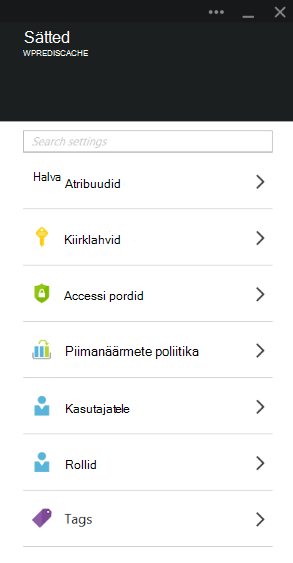 Sätted
WPREDISCACHE
Search settings
Halva Atribuudid
Kiirklahvid
Accessi pordid
Piimanäärmete poliitika
Kasutajatele
Rollid
Tags